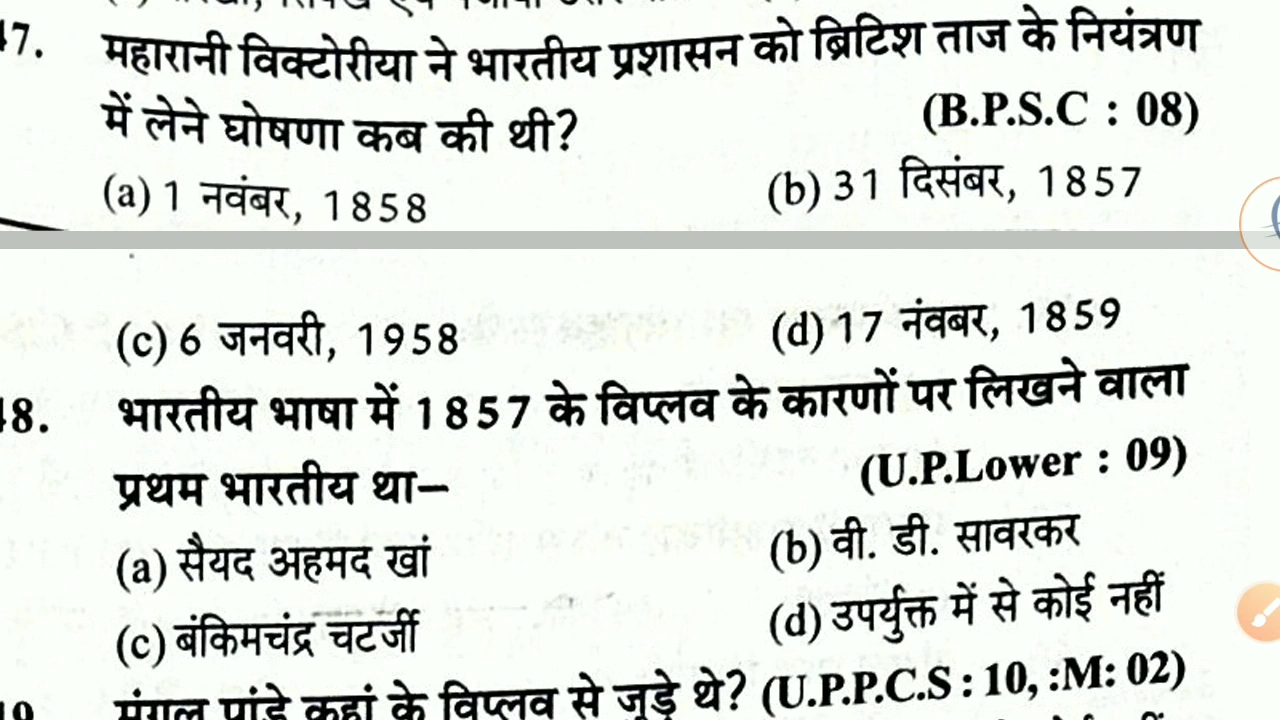 47. महारानी विक्टोरीया ने भारतीय प्रशासन को ब्रिटिश ताज के नियंत्रण
में लेने घोषणा कब की थी? (B.P.S.C : 08)
(a) 1 नवंबर, 1858 (b) 31 दिसंबर, 1857
(c) 6 जनवरी, 1958 (d) 17 नंवबर, 1859
48. भारतीय भाषा में 1857 के विप्लव के कारणों पर लिखने वाला
प्रथम भारतीय था– (U.P.Lower : 09)
(a) सैयद अहमद खां (b) वी. डी. सावरकर
(c) बंकिमचंद्र चटर्जी (d) उपर्युक्त में से कोई नहीं
मंगल पांडे कहां के विप्लव से जुड़े थे? (U.P.P.C.S : 10, :M: 02)